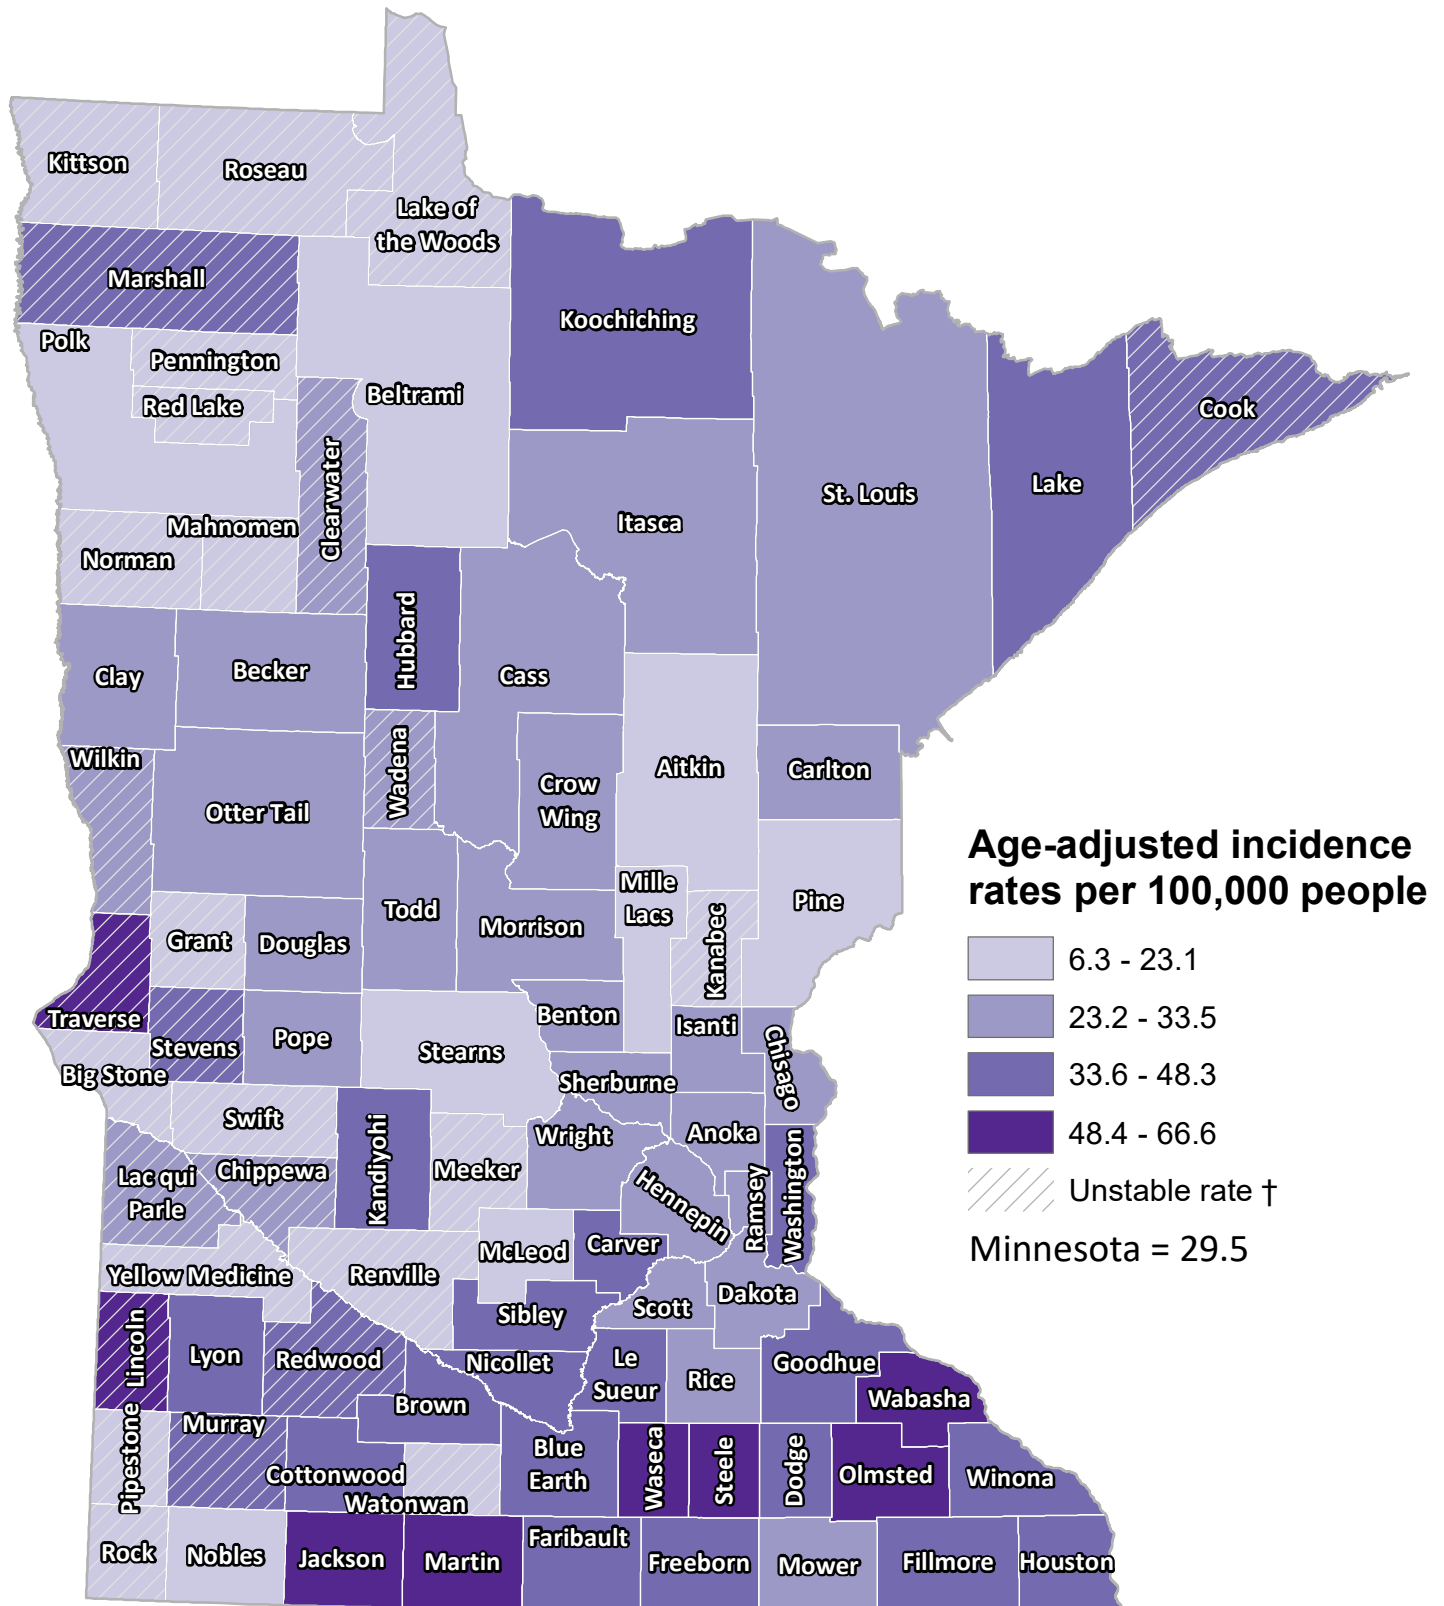 Kittson
Roseau
Lake of
the Woods
Marshall
Koochiching
Polk
Pennington
Beltrami
Red Lake
Cook
Clearwater
St. Louis
Lake
Itasca
Mahnomen
Norman
Hubbard
Clay
Becker
Cass
Wilkin
Wadena
Aitkin
Carlton
Otter Tail
Crow
Wing
Age-adjusted incidence
rates per 100,000 people
6.3 - 23.1
23.2 - 33.5
33.6 - 48.3
48.4 - 66.6
Unstable rate †
Minnesota = 29.5
Mille
Lacs
Pine
Todd
Morrison
Grant
Douglas
Kanabec
Traverse
Benton
Isanti
Stevens
Pope
Stearns
Chisago
Big Stone
Sherburne
Swift
Kandiyohi
Wright
Anoka
Washington
Lac qui
Parle
Chippewa
Meeker
Hennepin
Ramsey
McLeod
Carver
Yellow Medicine
Renville
Dakota
Scott
Sibley
Lincoln
Lyon
Redwood
Nicollet
Le
Sueur
Rice
Goodhue
Wabasha
Brown
Murray
Pipestone
Cottonwood
Watonwan
Blue
Earth
Waseca
Steele
Dodge
Olmsted
Winona
Rock
Nobles
Jackson
Martin
Faribault
Freeborn
Mower
Fillmore
Houston